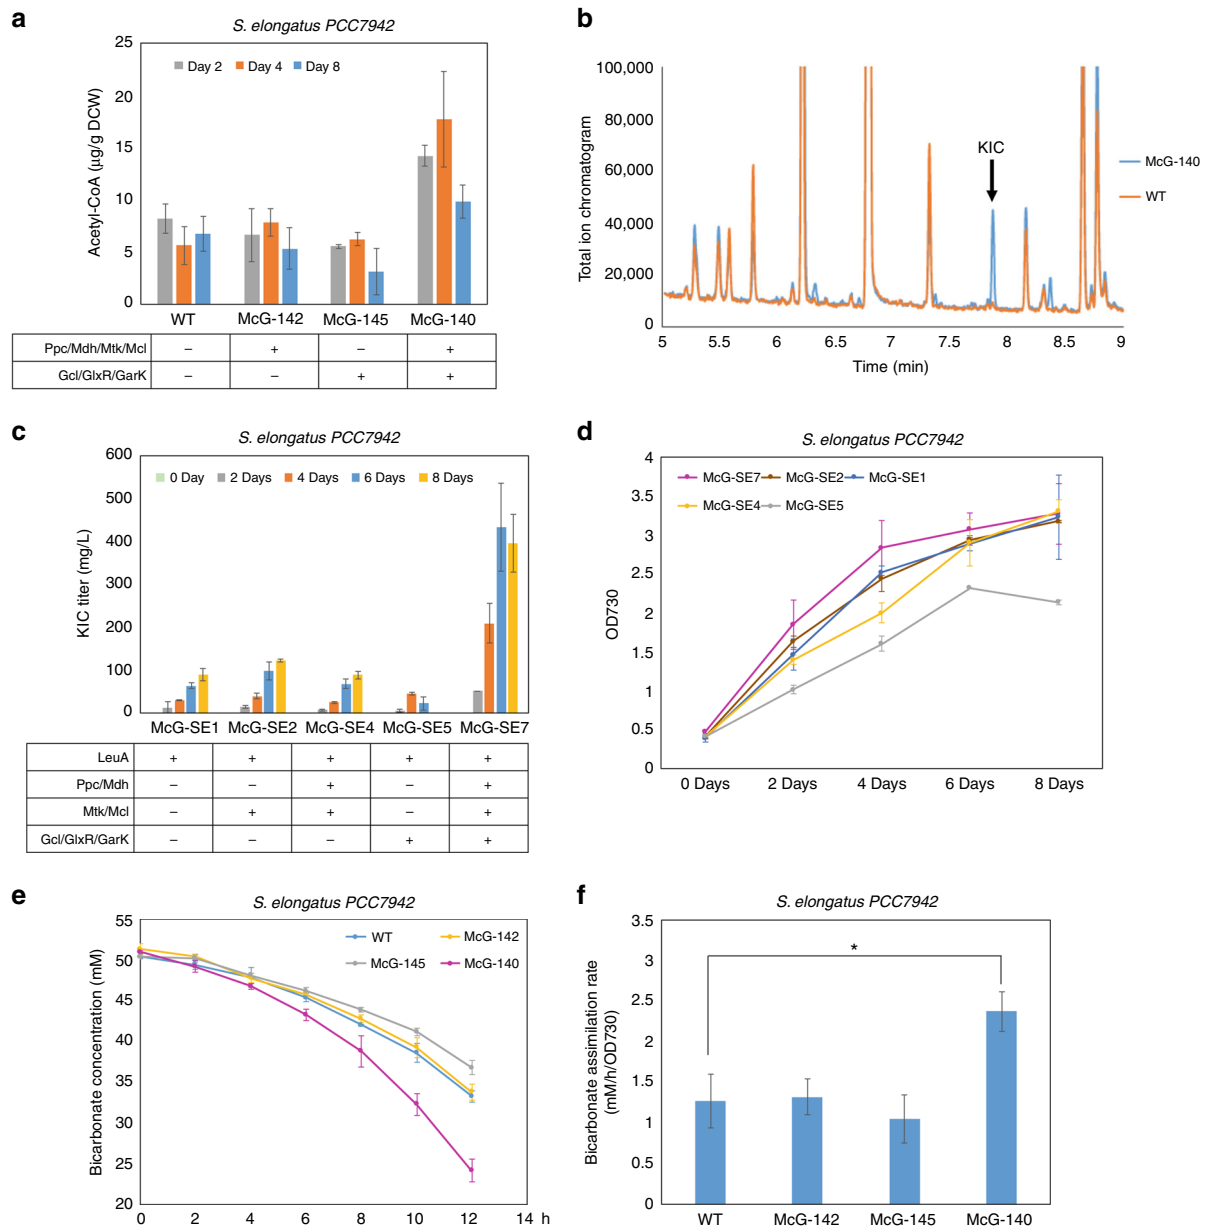 a
S. elongatus PCC7942
25
20
15
10
5
0
Acetyl-CoA (µg/g DCW)
Day 2 Day 4 Day 8
WT McG-142 McG-145 McG-140
Ppc/Mdh/Mtk/Mcl – + – +
Gcl/GlxR/GarK – – + +
b
100,000
80,000
60,000
40,000
20,000
0
Total ion chromatogram
KIC
McG-140
WT
5 5.5 6 6.5 7 7.5 8 8.5 9
Time (min)
c
S. elongatus PCC7942
600
500
400
300
200
100
0
KIC titer (mg/L)
0 Day 2 Days 4 Days 6 Days 8 Days
McG-SE1 McG-SE2 McG-SE4 McG-SE5 McG-SE7
LeuA + + + + +
Ppc/Mdh – – + – +
Mtk/Mcl – + + – +
Gcl/GlxR/GarK – – – + +
d
S. elongatus PCC7942
4
3.5
3
2.5
2
1.5
1
0.5
0
OD730
McG-SE7 McG-SE2 McG-SE1
McG-SE4 McG-SE5
0 Days 2 Days 4 Days 6 Days 8 Days
e
S. elongatus PCC7942
55
50
45
40
35
30
25
20
Bicarbonate concentration (mM)
WT McG-142
McG-145 McG-140
0 2 4 6 8 10 12 14 h
f
S. elongatus PCC7942
3.5
3
2.5
2
1.5
1
0.5
0
Bicarbonate assimilation rate
(mM/h/OD730)
*
WT McG-142 McG-145 McG-140